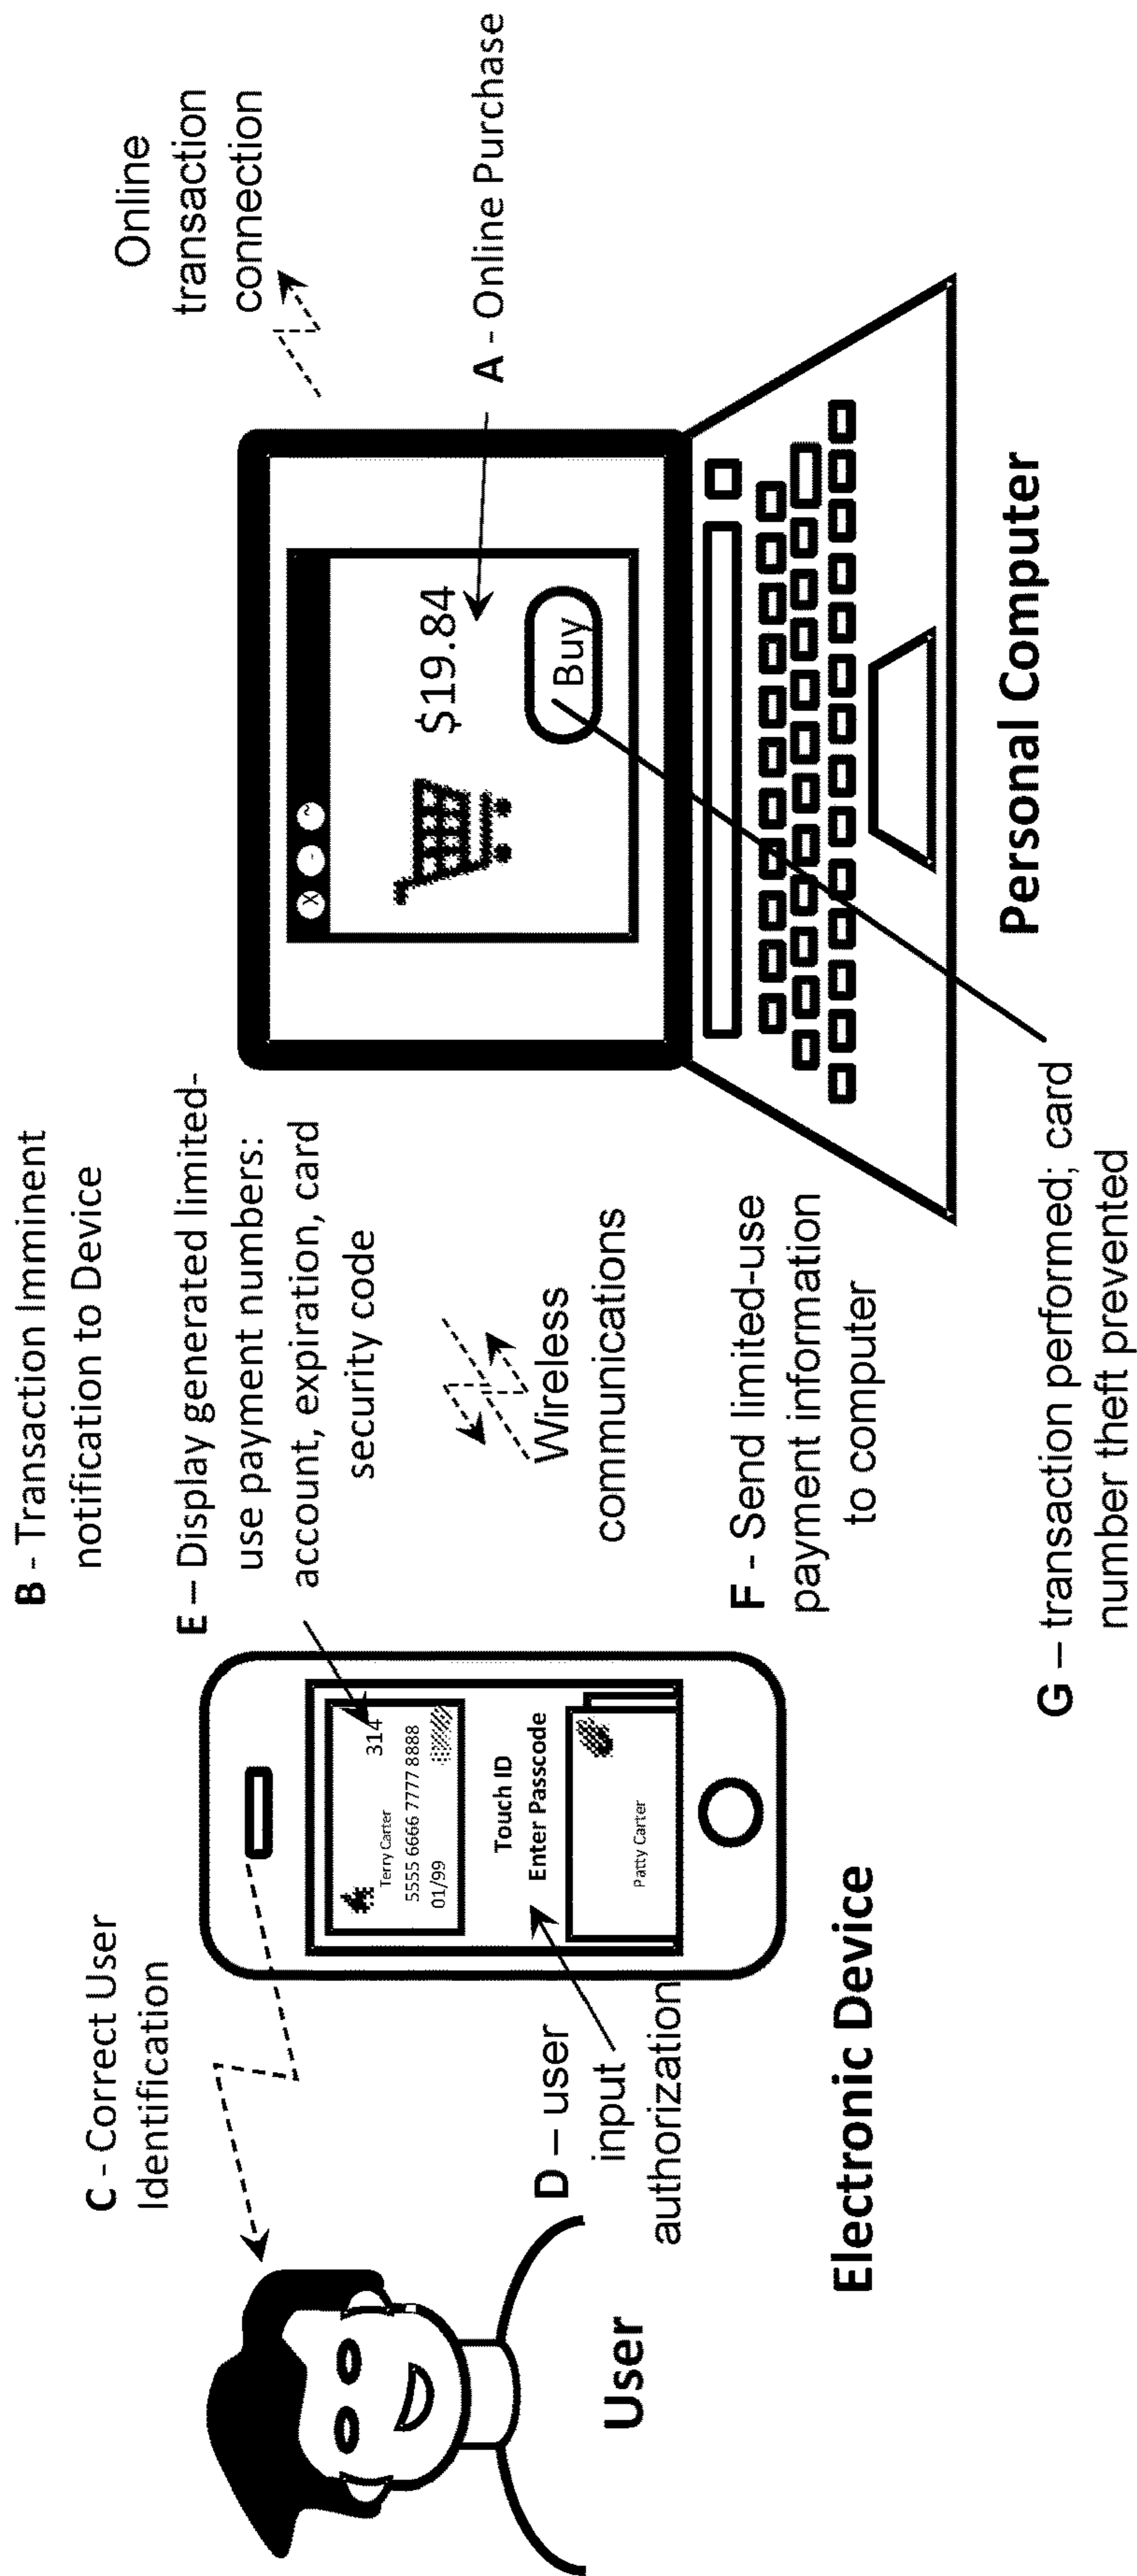 B - Transaction Imminent
notification to Device
C - Correct User
Identification
E – Display generated limited-
use payment numbers:
account, expiration, card
security code
Online
transaction
connection
A - Online Purchase
X - ~
$19.84
Buy
Terry Carter
314
5555 6666 7777 8888
01/99
Touch ID
Enter Passcode
Patty Carter
Wireless
communications
D – user
input
authorization
F - Send limited-use
payment information
to computer
User
Electronic Device
Personal Computer
G – transaction performed; card
number theft prevented